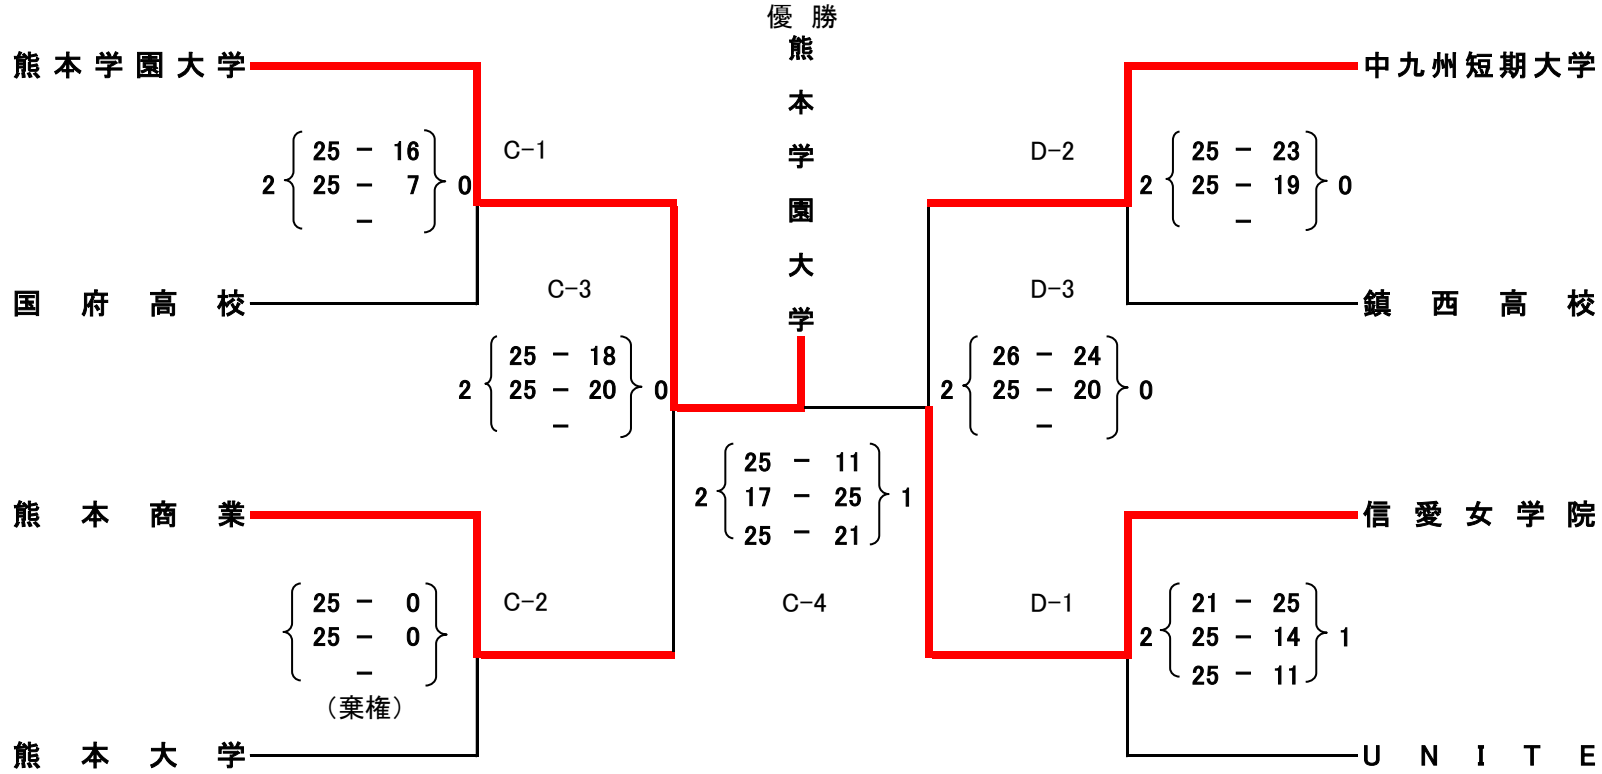 優 勝
熊本学園大学
熊本学園大学
中九州短期大学
C-1
D-2
25 - 16
2 25 - 7 0
-
25 - 23
2 25 - 19 0
-
国府高校
C-3
D-3
鎮西高校
25 - 18
2 25 - 20 0
-
26 - 24
2 25 - 20 0
-
25 - 11
2 17 - 25 1
25 - 21
熊本商業
信愛女学院
C-2
C-4
D-1
25 - 0
25 - 0
-
(棄権)
21 - 25
2 25 - 14 1
25 - 11
熊本大学
UNITE